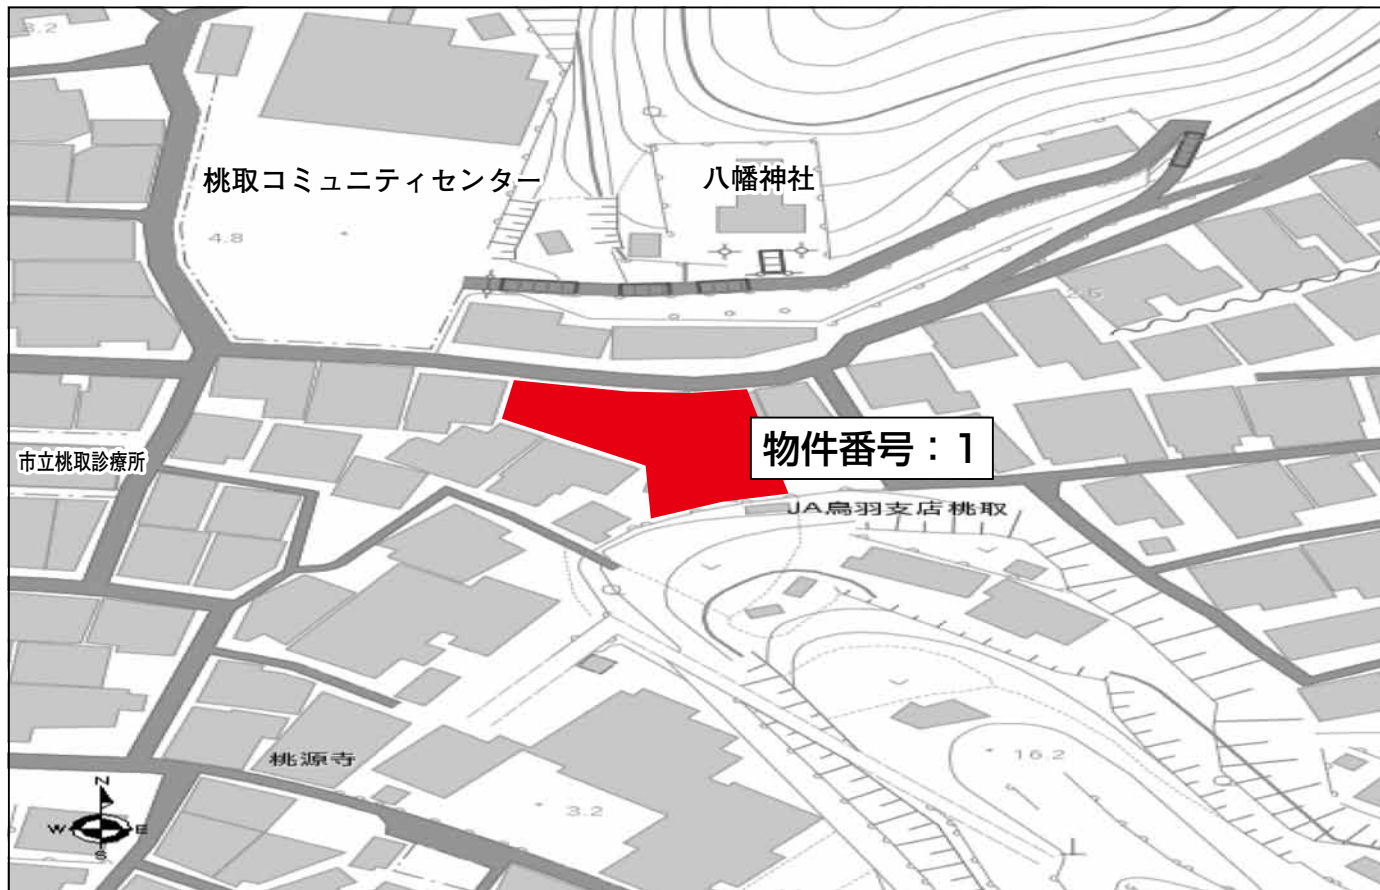 3.2
桃取コミュニティセンター
八幡神社
4.8
2.5
物件番号：1
市立桃取診療所
JA鳥羽支店桃取
16.2
桃源寺
3.2
N
W E
S